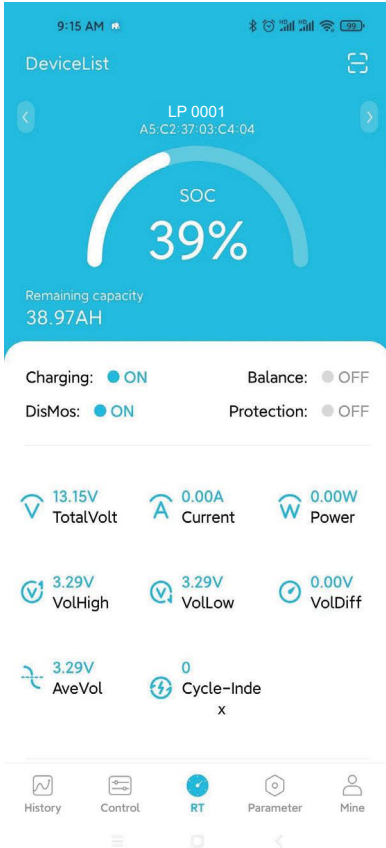 9:15 AM
99
DeviceList
LP 0001
A5:C2:37:03:C4:04
SOC
39%
Remaining capacity
38.97AH
Charging: ON Balance: OFF
DisMos: ON Protection: OFF
13.15V 0.00A 0.00W
TotalVolt Current Power
3.29V 3.29V 0.00V
VolHigh VolLow VolDiff
3.29V 0
AveVol Cycle-Inde
x
History Control RT Parameter Mine